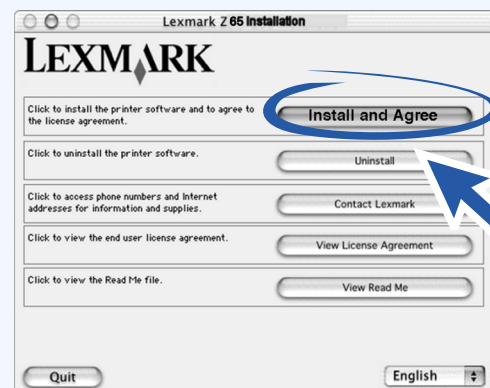 Lexmark Z 65 Installation
LEXMARK
Click to install the printer software and to agree to
the license agreement.
Install and Agree
Click to uninstall the printer software.
Uninstall
Click to access phone numbers and Internet
addresses for information and supplies.
Contact Lexmark
Click to view the end user license agreement.
View License Agreement
Click to view the Read Me file.
View Read Me
Quit
English